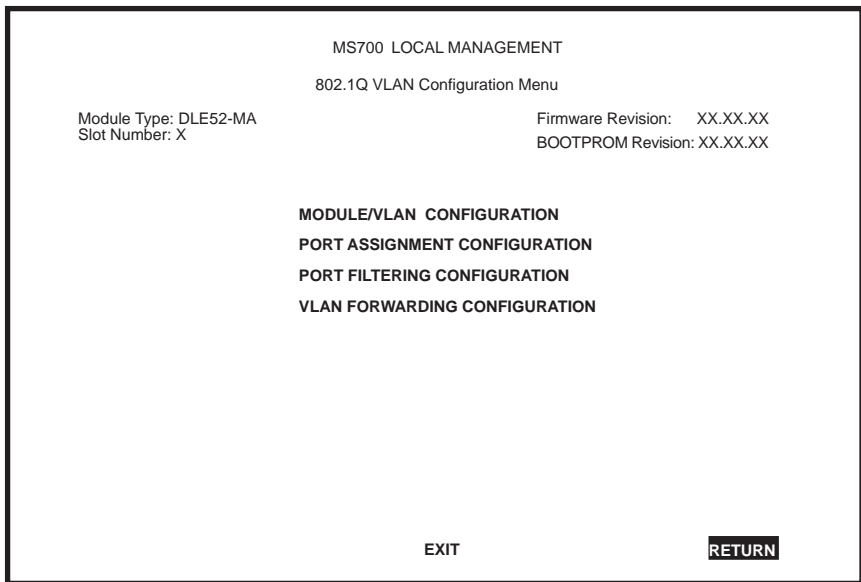 MS700 LOCAL MANAGEMENT
802.1Q VLAN Configuration Menu
Module Type: DLE52-MA
Slot Number: X
Firmware Revision: XX.XX.XX
BOOTPROM Revision: XX.XX.XX
MODULE/VLAN CONFIGURATION
PORT ASSIGNMENT CONFIGURATION
PORT FILTERING CONFIGURATION
VLAN FORWARDING CONFIGURATION
EXIT RETURN